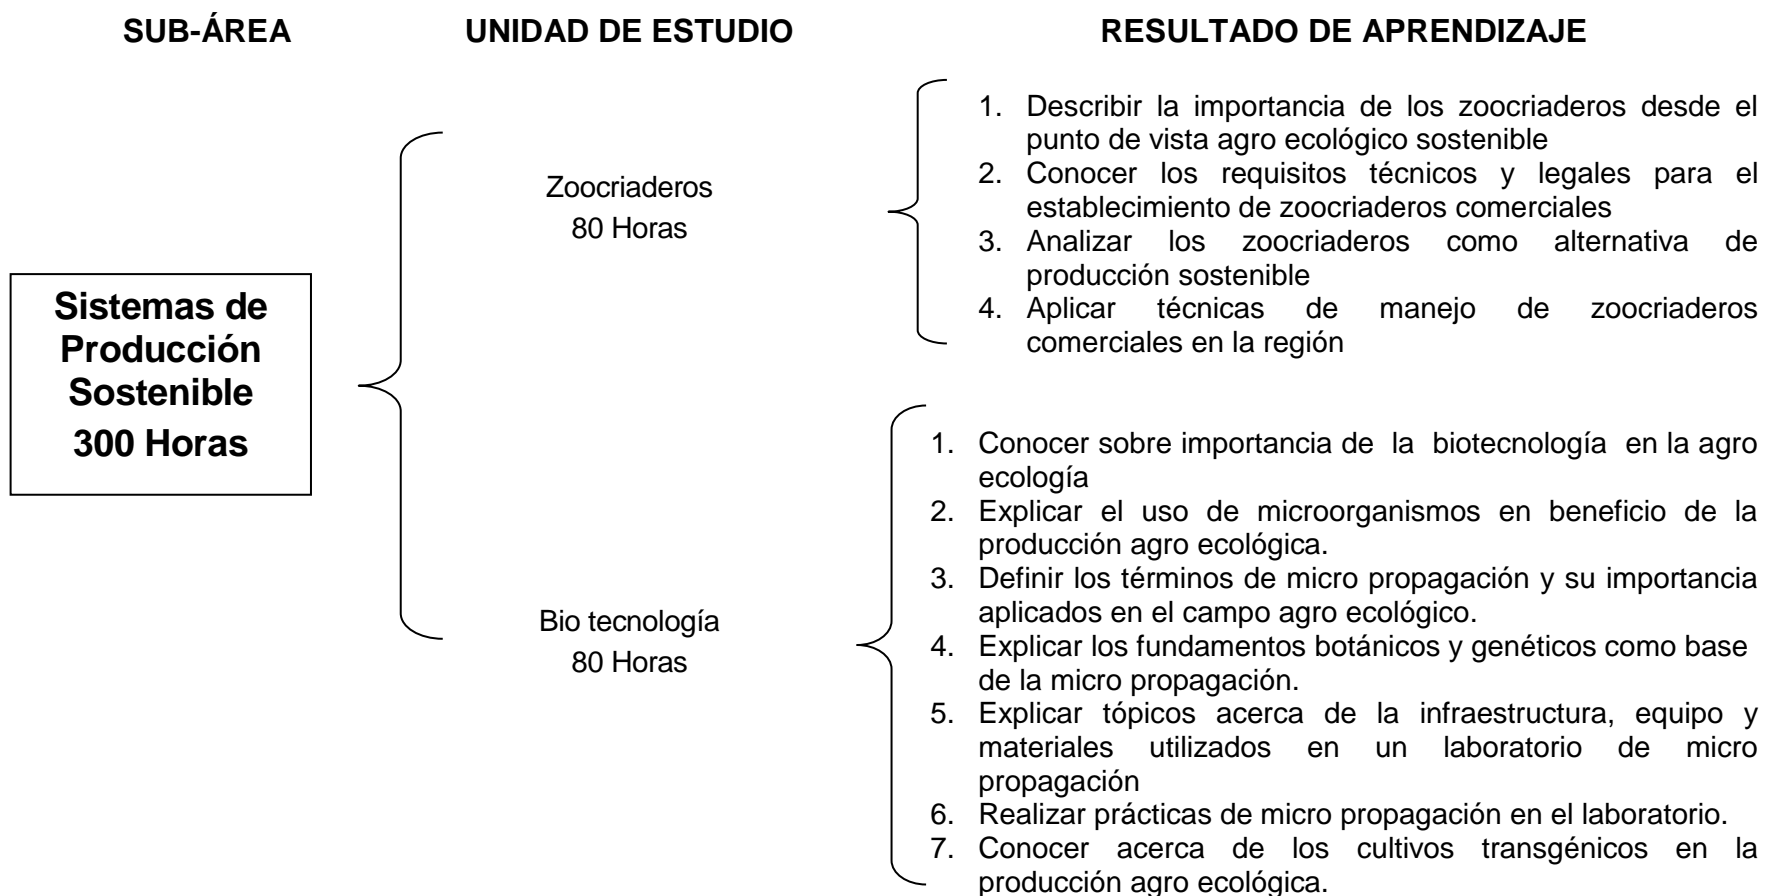 SUB-ÁREA UNIDAD DE ESTUDIO RESULTADO DE APRENDIZAJE
Sistemas de
Producción
Sostenible
300 Horas
Zoocriaderos
80 Horas
1. Describir la importancia de los zoocriaderos desde el
punto de vista agro ecológico sostenible
2. Conocer los requisitos técnicos y legales para el
establecimiento de zoocriaderos comerciales
3. Analizar los zoocriaderos como alternativa de
producción sostenible
4. Aplicar técnicas de manejo de zoocriaderos
comerciales en la región
Bio tecnología
80 Horas
1. Conocer sobre importancia de la biotecnología en la agro
ecología
2. Explicar el uso de microorganismos en beneficio de la
producción agro ecológica.
3. Definir los términos de micro propagación y su importancia
aplicados en el campo agro ecológico.
4. Explicar los fundamentos botánicos y genéticos como base
de la micro propagación.
5. Explicar tópicos acerca de la infraestructura, equipo y
materiales utilizados en un laboratorio de micro
propagación
6. Realizar prácticas de micro propagación en el laboratorio.
7. Conocer acerca de los cultivos transgénicos en la
producción agro ecológica.